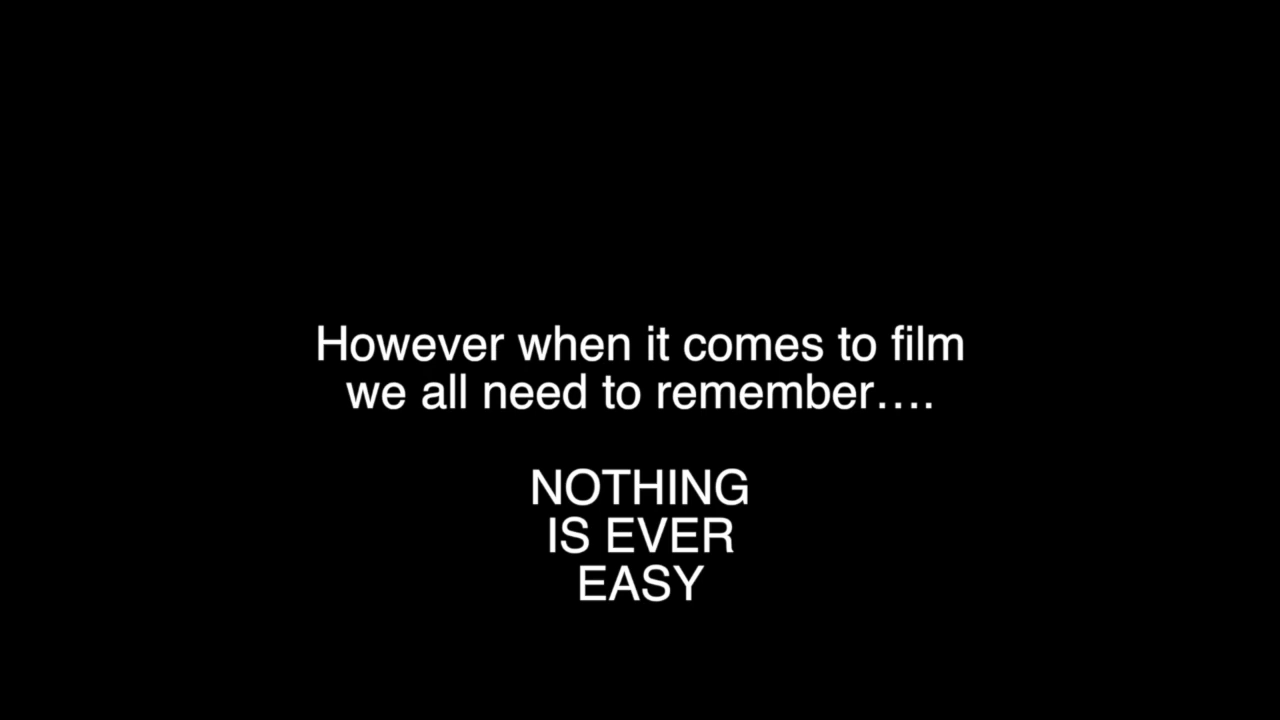 However when it comes to film
we all need to remember….
NOTHING
IS EVER
EASY